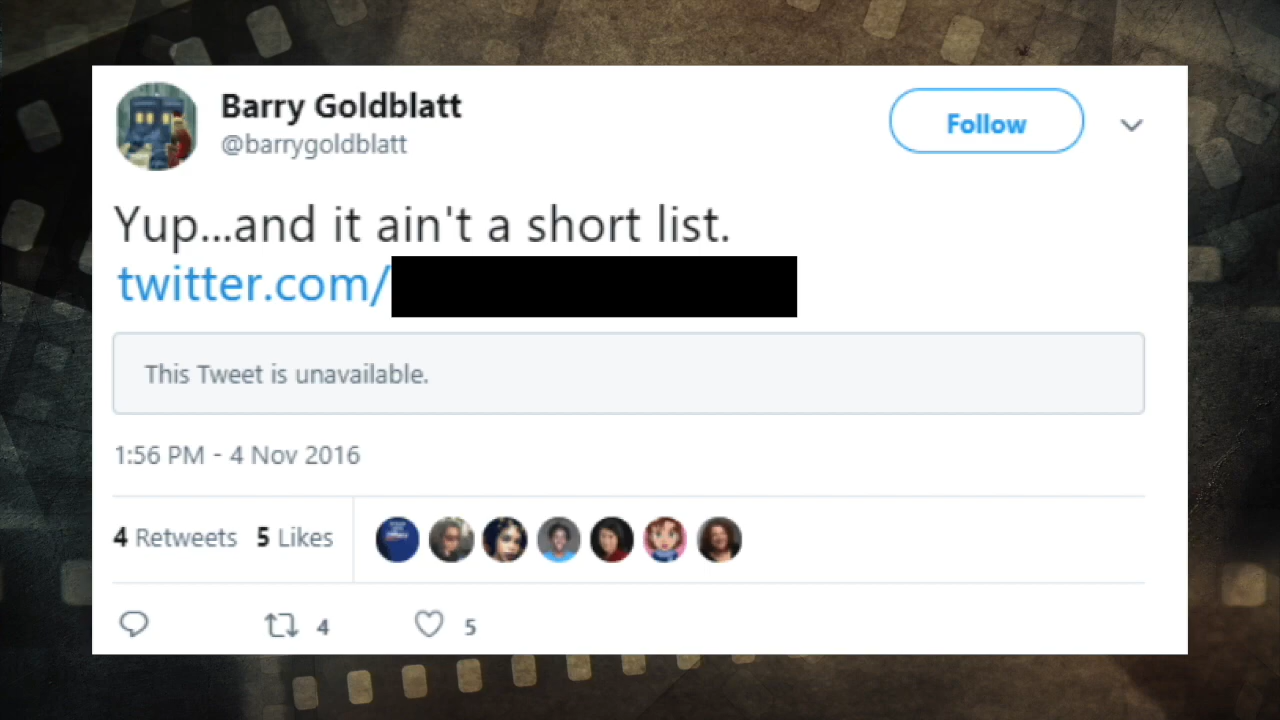 Barry Goldblatt
@barrygoldblatt
Follow
Yup...and it ain't a short list.
twitter.com/
This Tweet is unavailable.
1:56 PM - 4 Nov 2016
4 Retweets 5 Likes
4 5